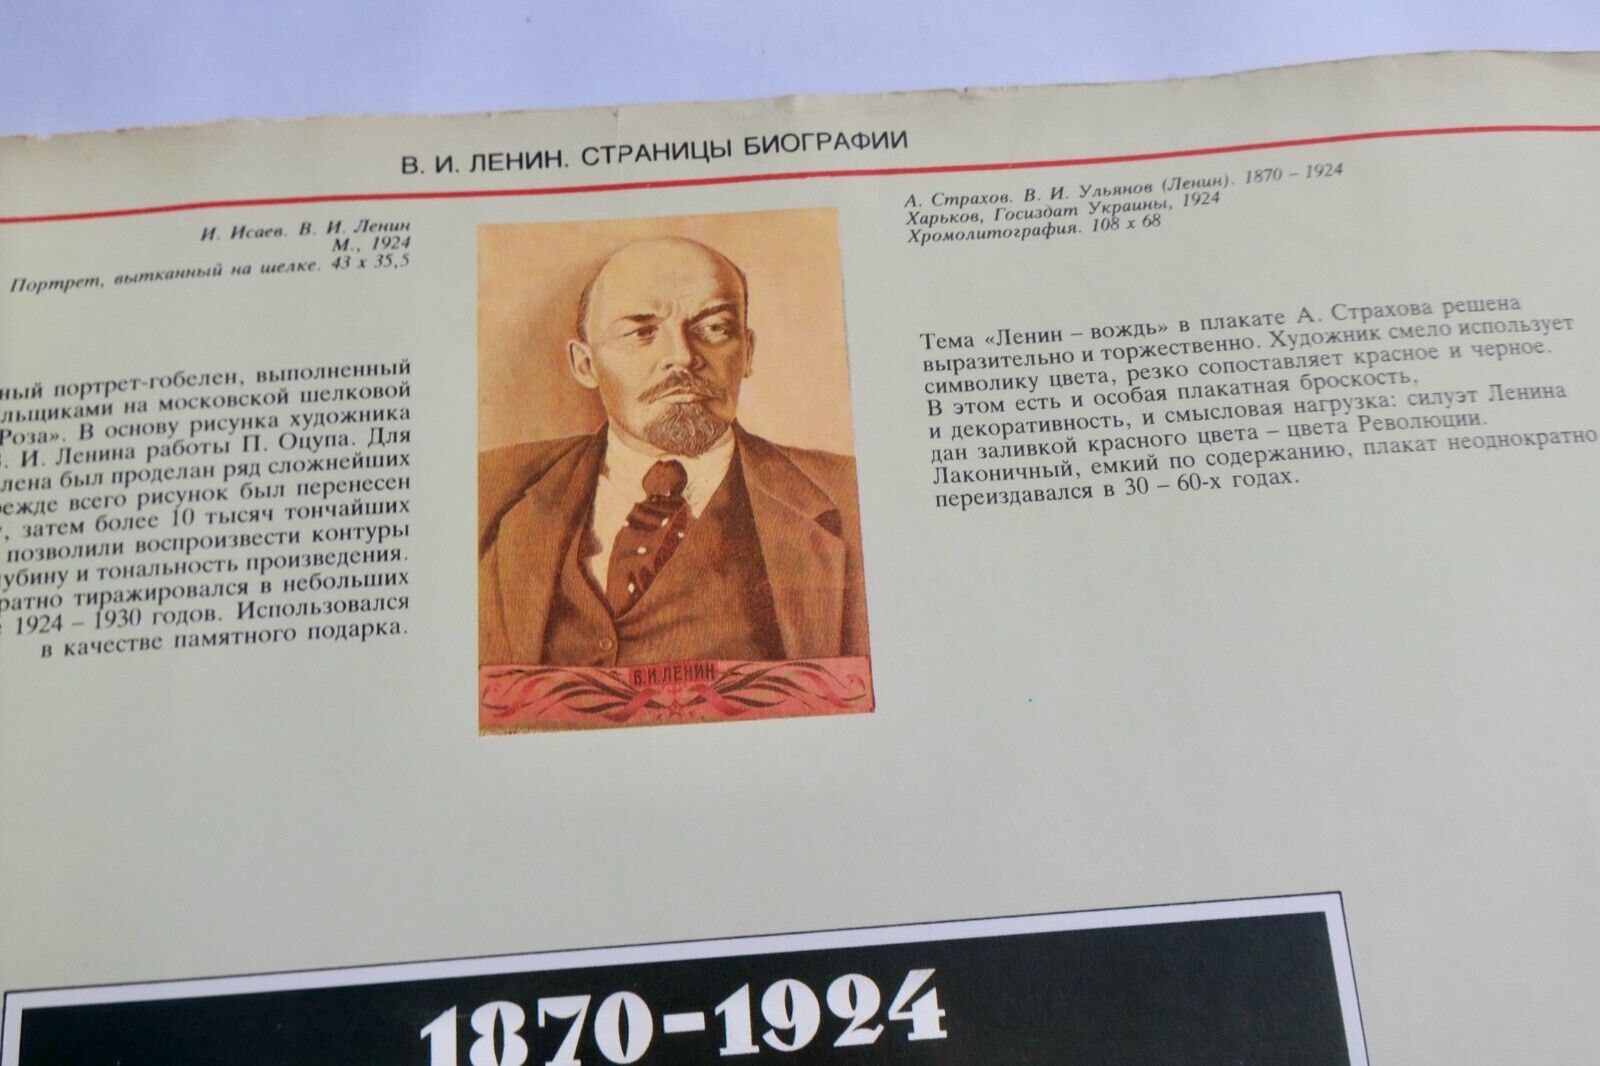 В. И. ЛЕНИН. СТРАНИЦЫ БИОГРАФИИ
И. Исаев. В. И. Ленин
М., 1924
Портрет, вытканный на шелке. 43 x 35,5
ный портрет-гобелен, выполненный
льщиками на московской шелковой
Роза». В основу рисунка художника
. И. Ленина работы П. Оцупа. Для
лена был проделан ряд сложнейших
режде всего рисунок был перенесен
, затем более 10 тысяч тончайших
позволили воспроизвести контуры
убину и тональность произведения.
ратно тиражировался в небольших
1924 – 1930 годов. Использовался
в качестве памятного подарка.
В.И.ЛЕНИН
А. Страхов. В. И. Ульянов (Ленин). 1870 – 1924
Харьков, Госиздат Украины, 1924
Хромолитография. 108 x 68
Тема «Ленин – вождь» в плакате А. Страхова решена
выразительно и торжественно. Художник смело использует
символику цвета, резко сопоставляет красное и черное.
В этом есть и особая плакатная броскость,
и декоративность, и смысловая нагрузка: силуэт Ленина
дан заливкой красного цвета – цвета Революции.
Лаконичный, емкий по содержанию, плакат неоднократно
переиздавался в 30 – 60-х годах.
1870-1924